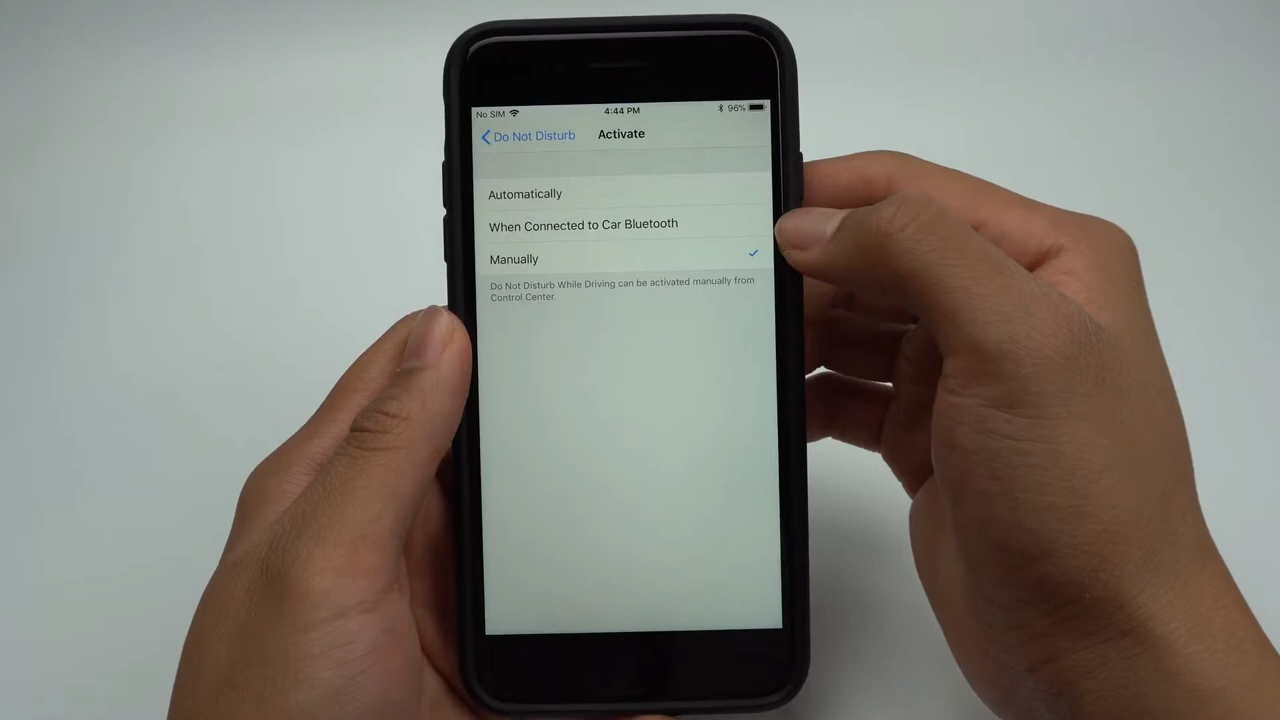 No SIM 4:44 PM 96%
Do Not Disturb Activate
Automatically
When Connected to Car Bluetooth
Manually
Do Not Disturb While Driving can be activated manually from
Control Center.